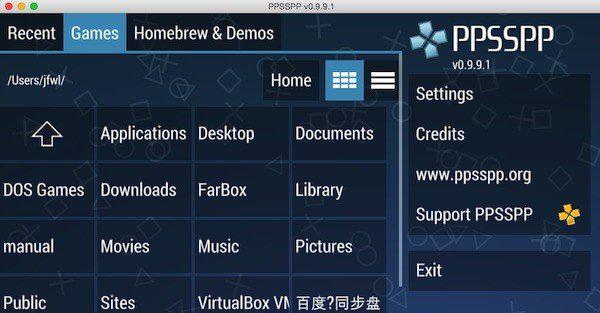 PPSSPP v0.9.9.1
Recent Games Homebrew & Demos
/Users/jfwl/ Home
Applications Desktop Documents
DOS Games Downloads FarBox Library
manual Movies Music Pictures
Public Sites VirtualBox VM 百度?同步盘
PPSSPP
v0.9.9.1
Settings
Credits
www.ppsspp.org
Support PPSSPP
Exit